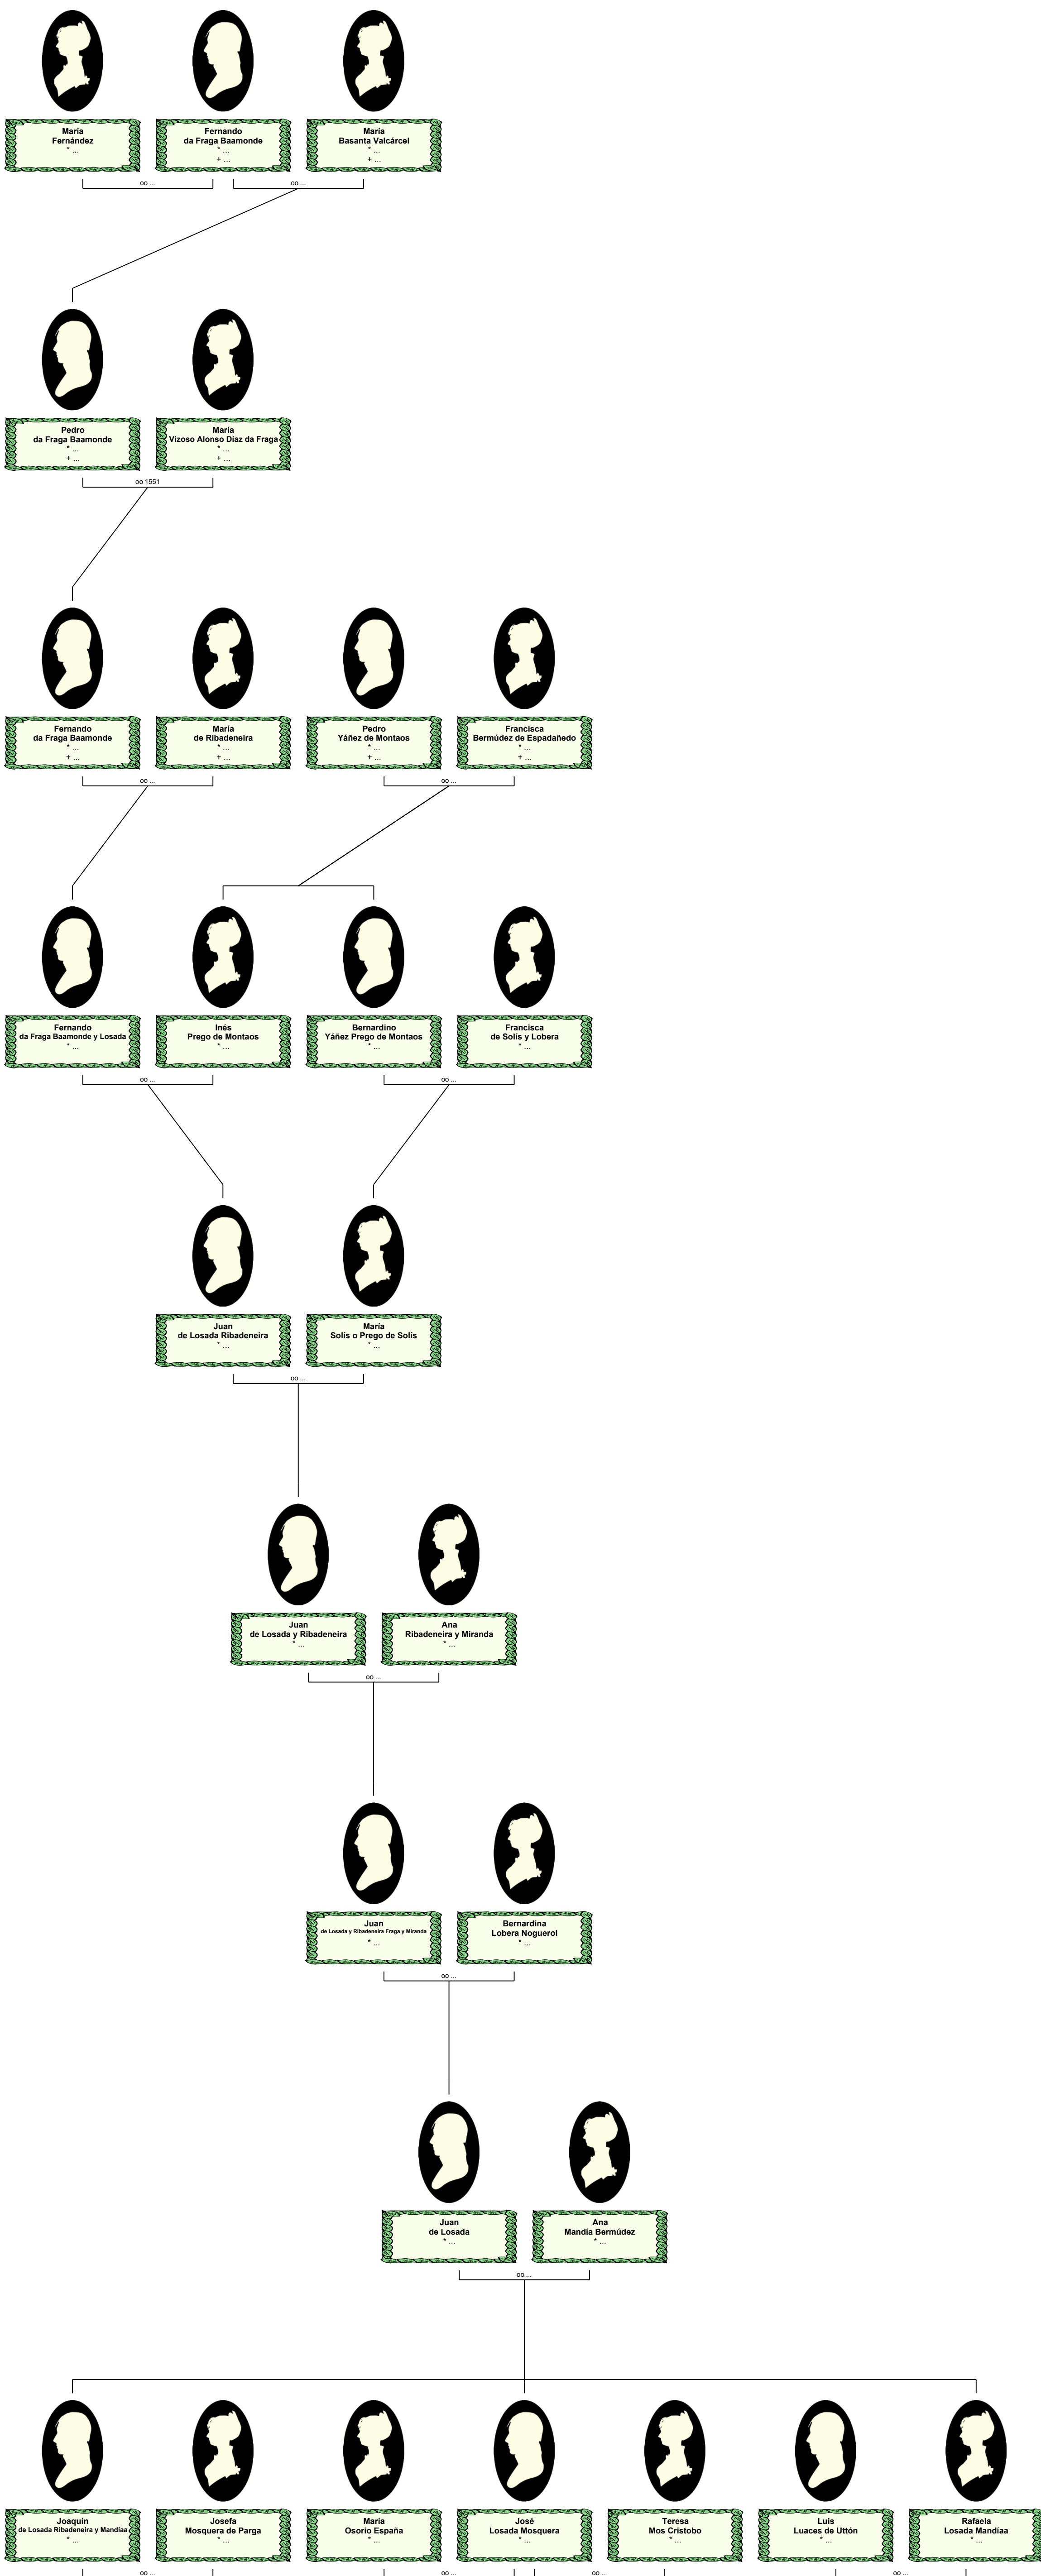 María
Fernández
* ...
Fernando
da Fraga Baamonde
* ...
+ ...
María
Basanta Valcárcel
* ...
+ ...
oo ...
oo ...
Pedro
da Fraga Baamonde
* ...
+ ...
María
Vizoso Alonso Díaz da Fraga
* ...
+ ...
oo 1551
Fernando
da Fraga Baamonde
* ...
+ ...
María
de Ribadeneira
* ...
+ ...
Pedro
Yáñez de Montaos
* ...
+ ...
Francisca
Bermúdez de Espadañedo
* ...
+ ...
oo ...
oo ...
Fernando
da Fraga Baamonde y Losada
* ...
Inés
Prego de Montaos
* ...
Bernardino
Yáñez Prego de Montaos
* ...
Francisca
de Solís y Lobera
* ...
oo ...
oo ...
Juan
de Losada Ribadeneira
* ...
María
Solís o Prego de Solís
* ...
oo ...
Juan
de Losada y Ribadeneira
* ...
Ana
Ribadeneira y Miranda
* ...
oo ...
Juan
de Losada y Ribadeneira Fraga y Miranda
* ...
Bernardina
Lobera Noguerol
* ...
oo ...
Juan
de Losada
* ...
Ana
Mandía Bermúdez
* ...
oo ...
Joaquín
de Losada Ribadeneira y Mandiaa
* ...
Josefa
Mosquera de Parga
* ...
María
Osorio España
* ...
José
Losada Mosquera
* ...
Teresa
Mos Cristobo
* ...
Luis
Luaces de Uttón
* ...
Rafaela
Losada Mandiaa
* ...
oo ...
oo ...
oo ...
oo ...